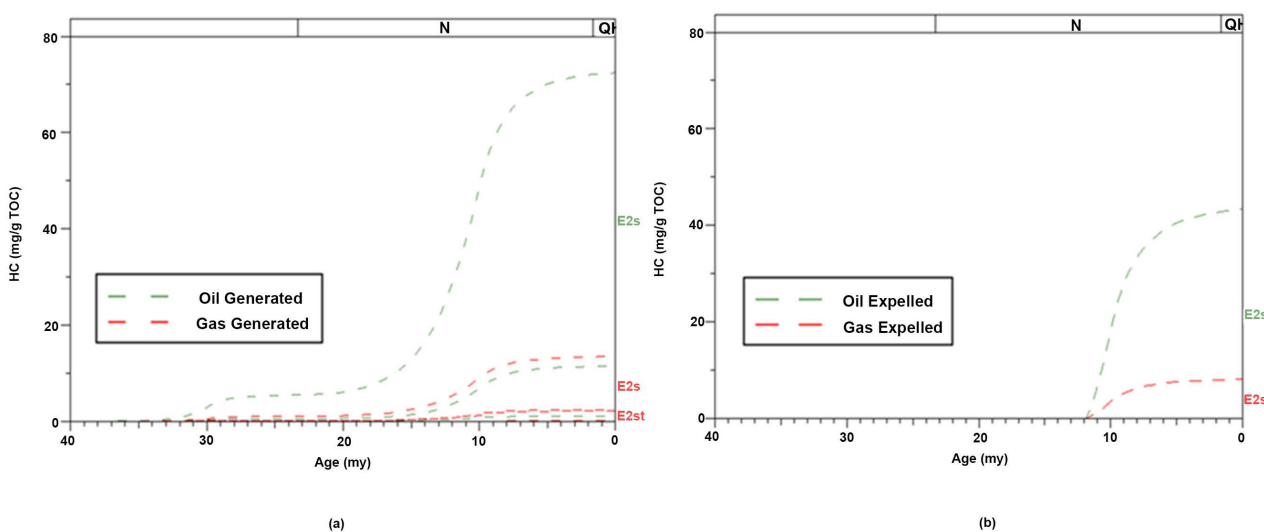 N
QH
80
60
40
20
0
HC (mg/g TOC)
E2s
E2s
E2st
Oil Generated
Gas Generated
40
30
20
10
0
Age (my)
(a)
N
QH
80
60
40
20
0
HC (mg/g TOC)
E2s
E2s
Oil Expelled
Gas Expelled
40
30
20
10
0
Age (my)
(b)